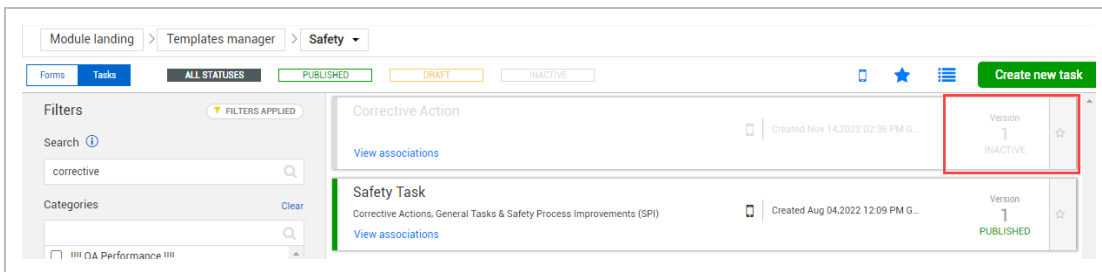 Module landing > Templates manager > Safety
Forms Tasks ALL STATUSES PUBLISHED DRAFT INACTIVE Create new task
Filters FILTERS APPLIED
Search
corrective
Categories Clear
!!!! QA Performance !!!!
Corrective Action
Created Nov 14,2022 02:36 PM G...
Version
1
INACTIVE
View associations
Safety Task
Corrective Actions, General Tasks & Safety Process Improvements (SPI)
Created Aug 04,2022 12:09 PM G...
Version
1
PUBLISHED
View associations